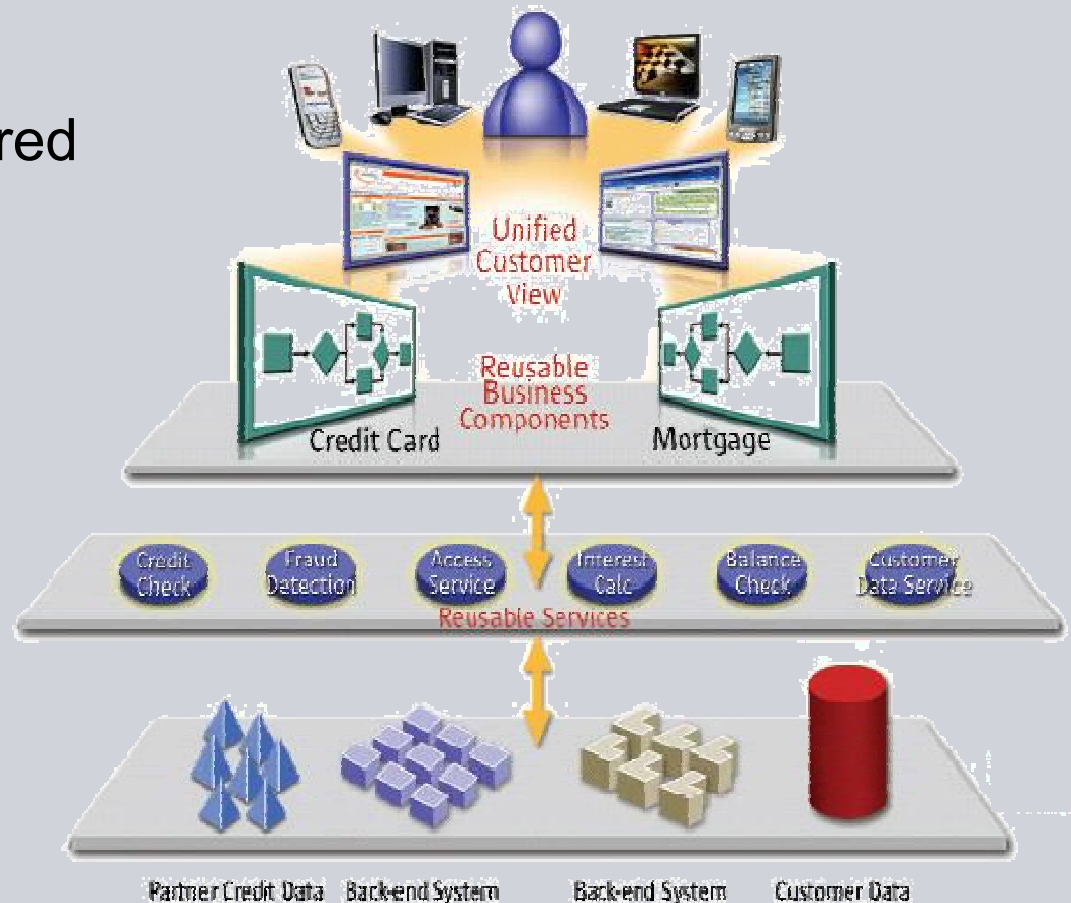 red
Unified
Customer
View
Reusable
Business
Components
Credit Card
Mortgage
Credit
Check
Fraud
Detection
Access
Service
Interest
Calc
Balance
Check
Customer
Data Service
Reusable Services
Partner Credit Data
Back-end System
Back-end System
Customer Data